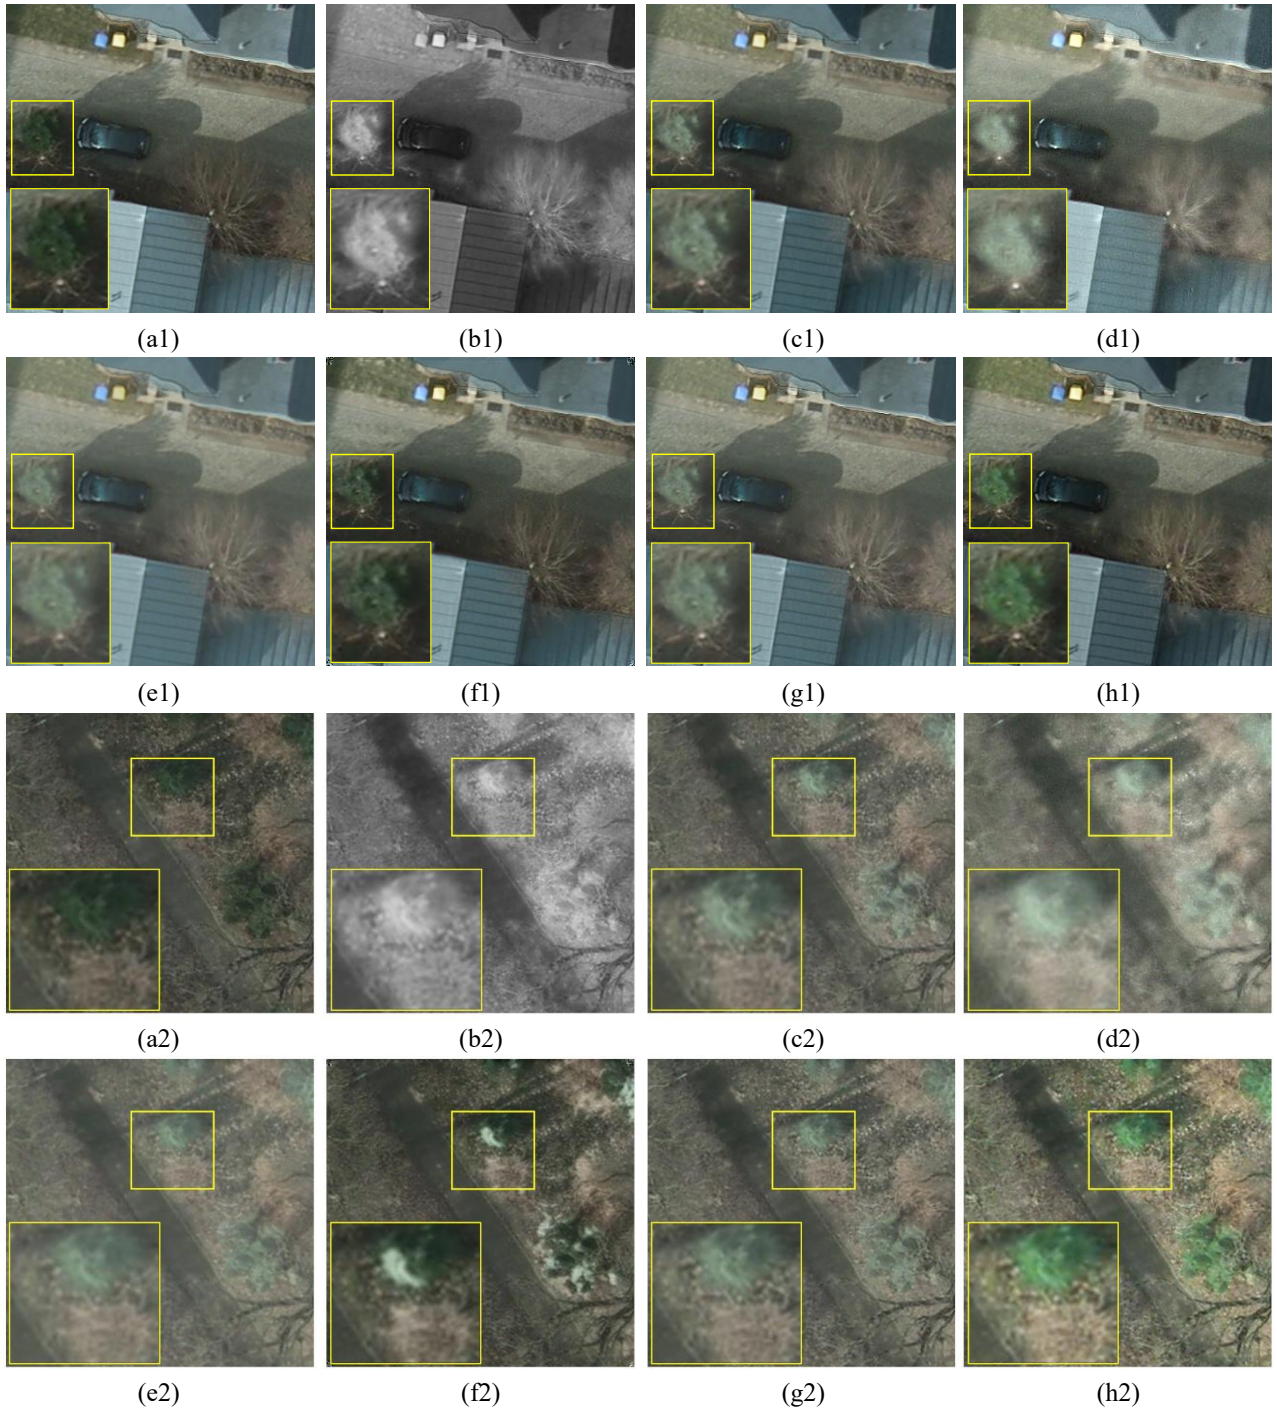 (a1) (b1) (c1) (d1)
(e1) (f1) (g1) (h1)
(a2) (b2) (c2) (d2)
(e2) (f2) (g2) (h2)